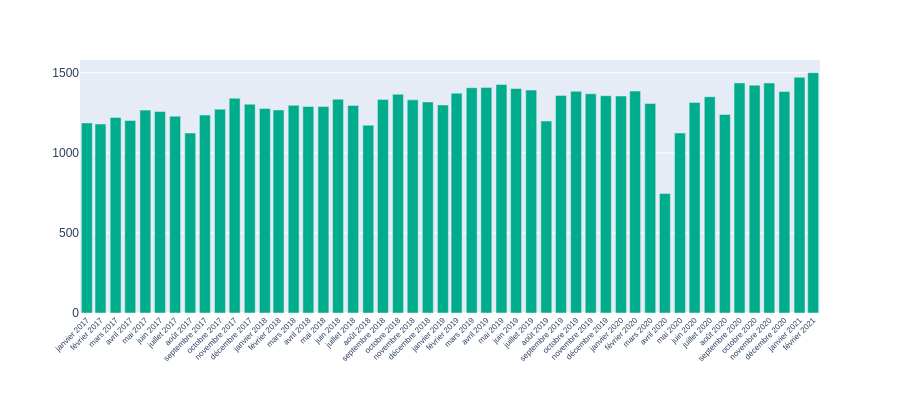 1500
1000
500
0
janvier 2017
février 2017
mars 2017
avril 2017
mai 2017
juin 2017
juillet 2017
août 2017
septembre 2017
octobre 2017
novembre 2017
décembre 2017
janvier 2018
février 2018
mars 2018
avril 2018
mai 2018
juin 2018
juillet 2018
août 2018
septembre 2018
octobre 2018
novembre 2018
décembre 2018
janvier 2019
février 2019
mars 2019
avril 2019
mai 2019
juin 2019
juillet 2019
août 2019
septembre 2019
octobre 2019
novembre 2019
décembre 2019
janvier 2020
février 2020
mars 2020
avril 2020
mai 2020
juin 2020
juillet 2020
août 2020
septembre 2020
octobre 2020
novembre 2020
décembre 2020
janvier 2021
février 2021